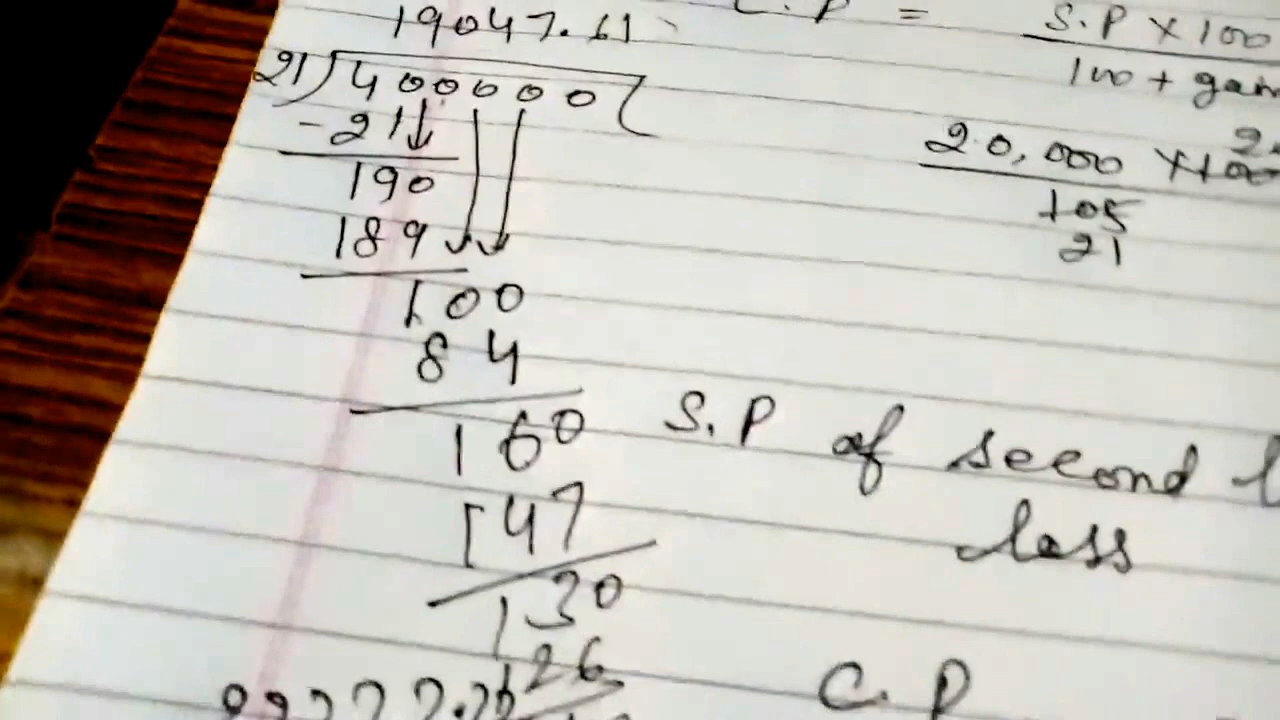 19047.61
21) 400000
- 21
190
189
100
84
160
147
130
126
C.P = S.P × 100
100 + gain
20,000 × 100
105
21
S.P of second
loss
C.P